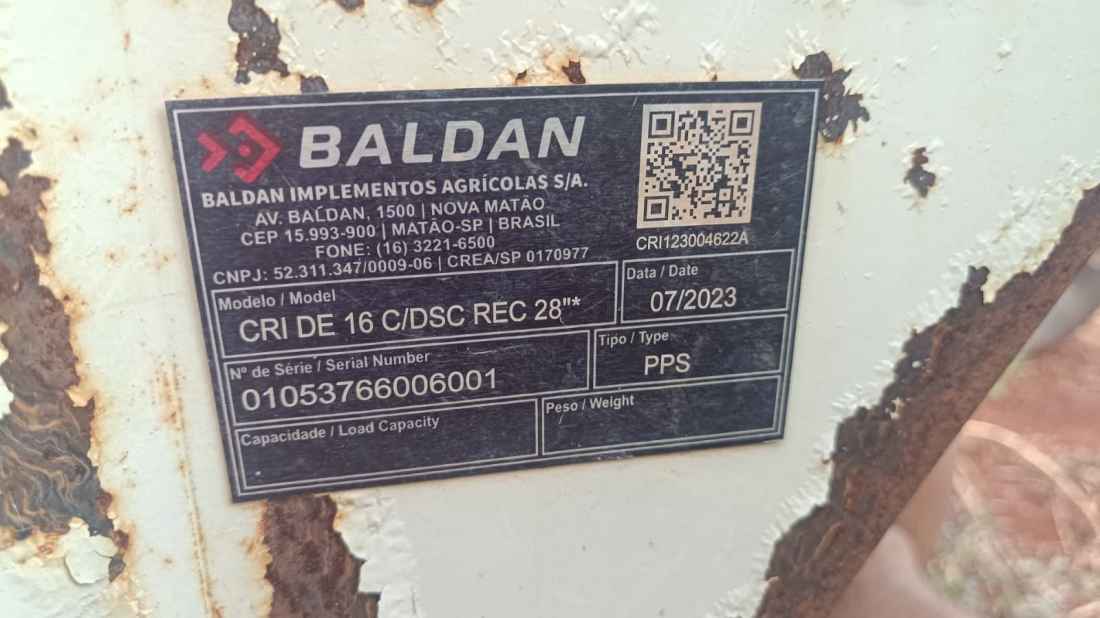 BALDAN
BALDAN IMPLEMENTOS AGRÍCOLAS S/A.
AV. BALDAN, 1500 | NOVA MATÃO
CEP 15.993-900 | MATÃO-SP | BRASIL
FONE: (16) 3221-6500
CNPJ: 52.311.347/0009-06 | CREA/SP 0170977
CRI123004622A
Modelo / Model
CRI DE 16 C/DSC REC 28"*
Data / Date
07/2023
Nº de Série / Serial Number
01053766006001
Tipo / Type
PPS
Capacidade / Load Capacity
Peso / Weight